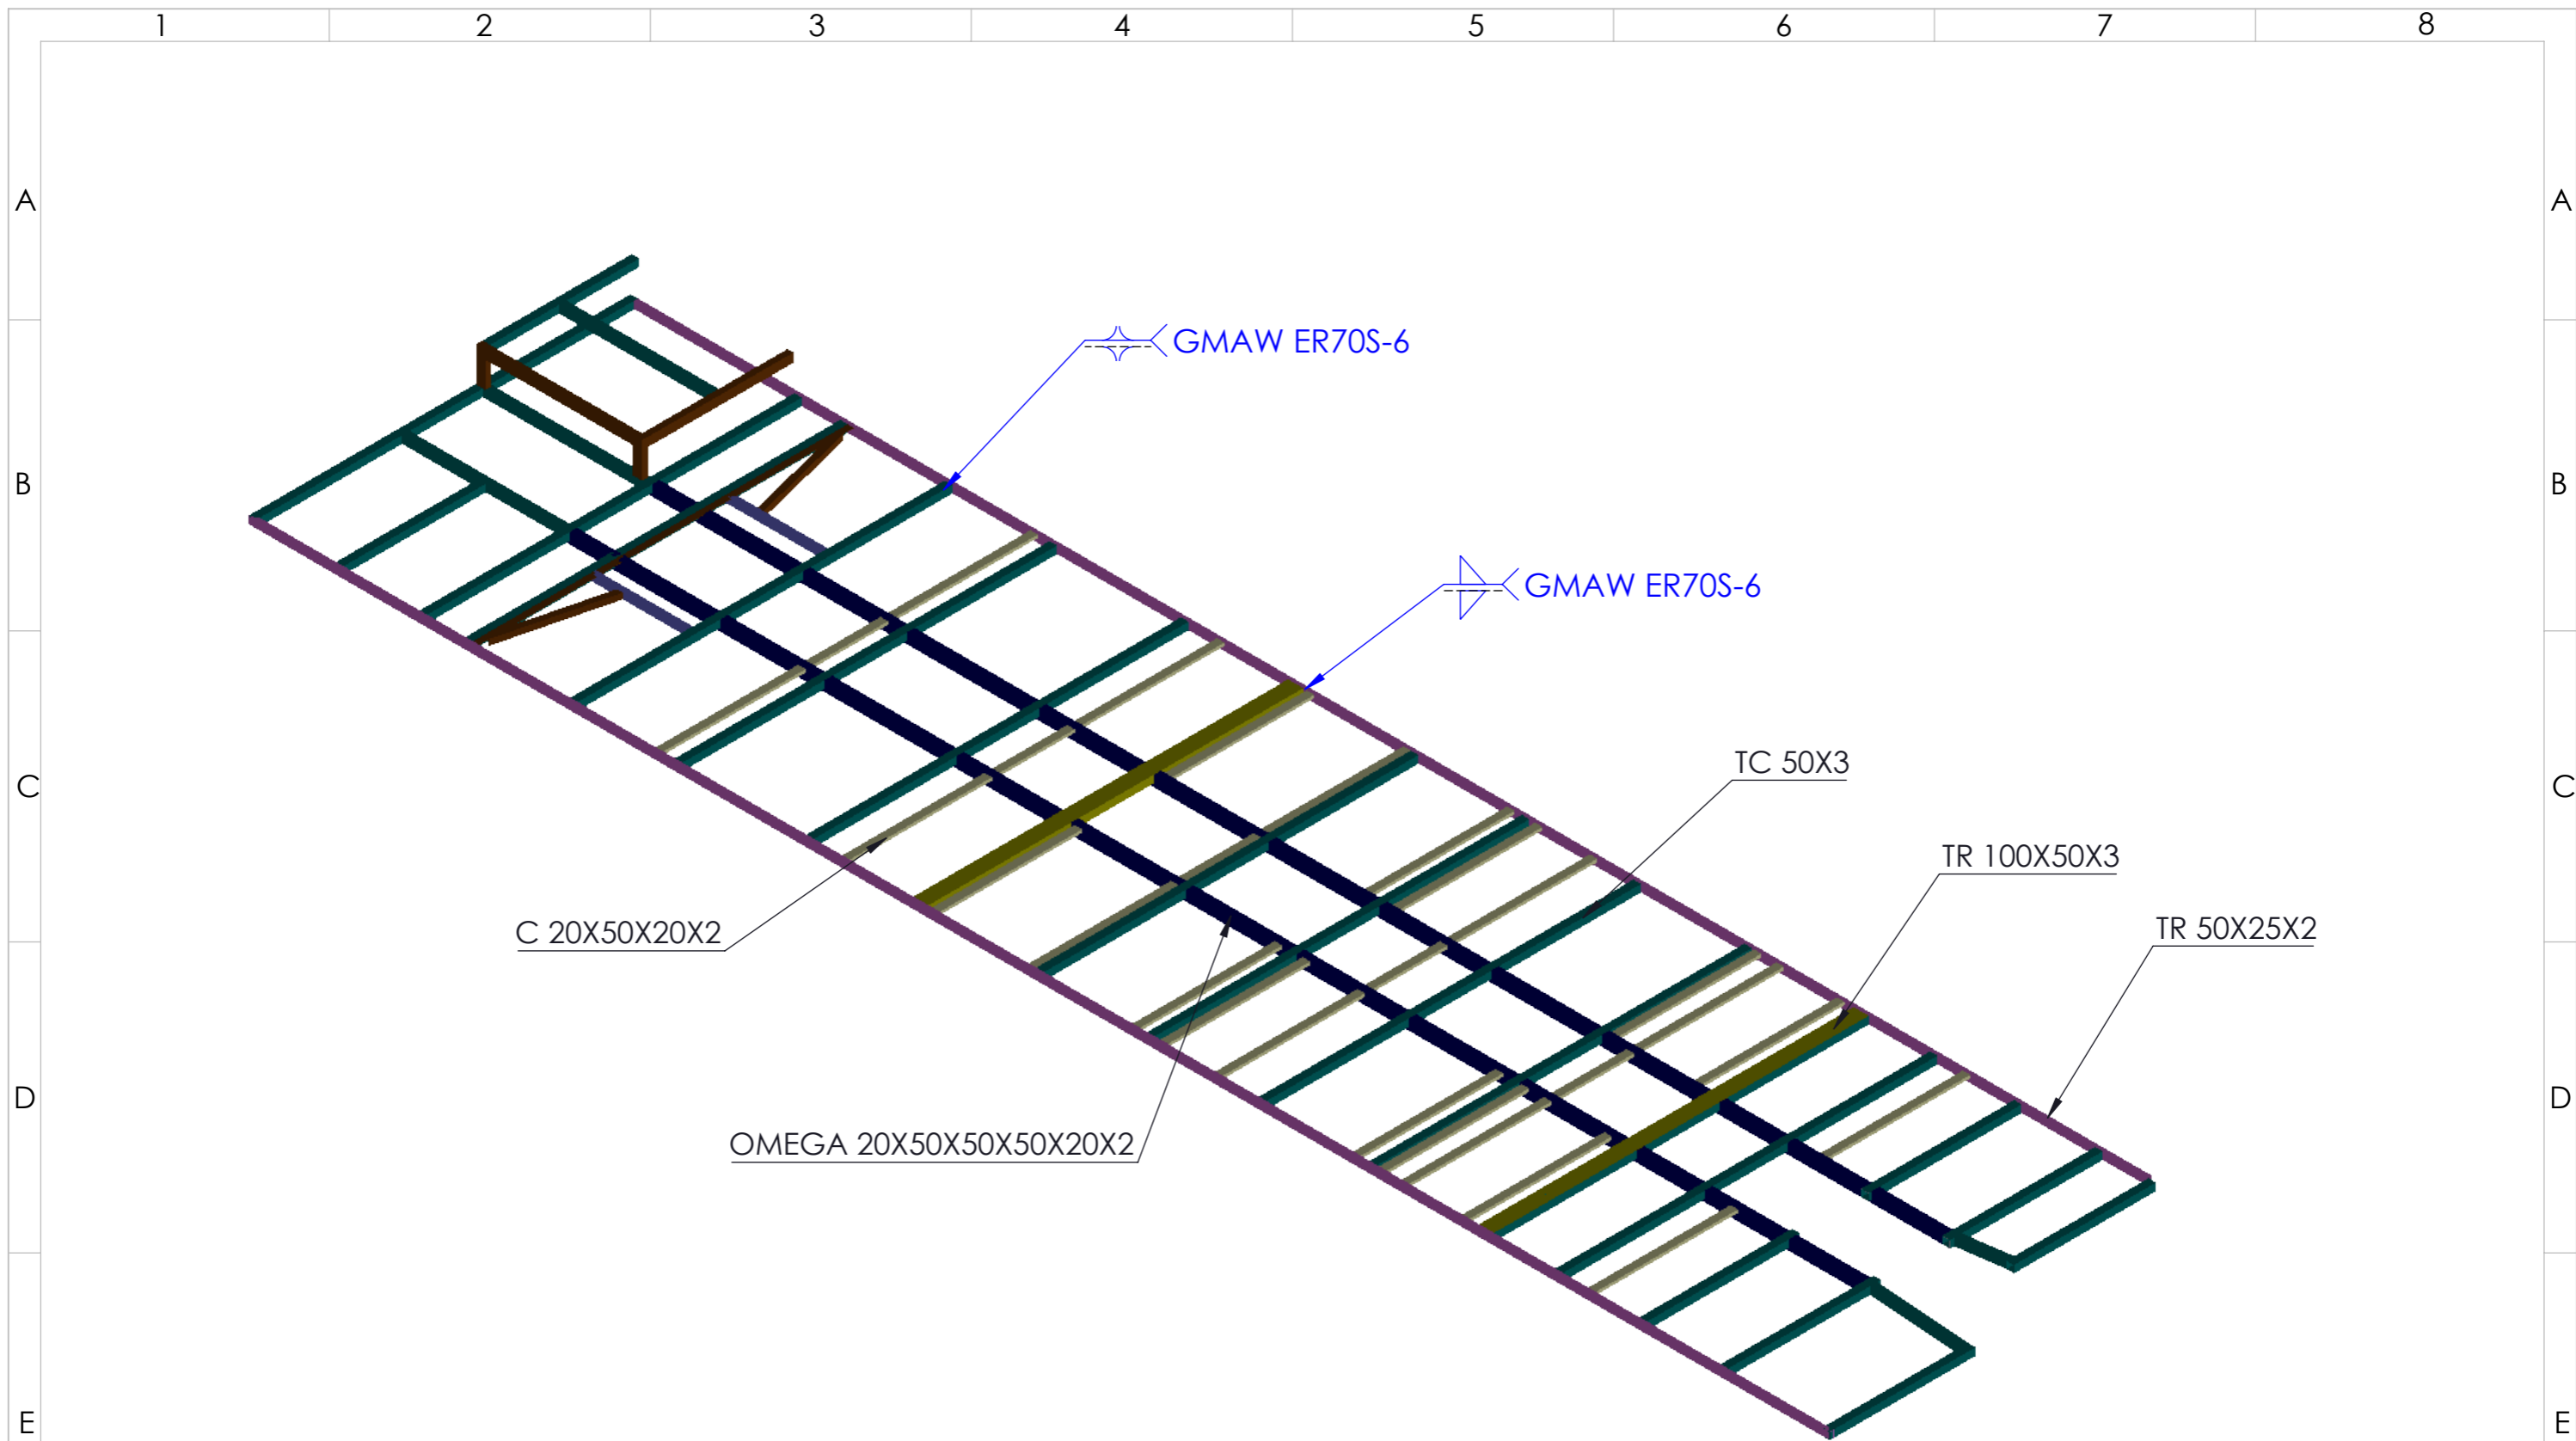 1 2 3 4 5 6 7 8
A A
GMAW ER70S-6
B B
GMAW ER70S-6
TC 50X3
C C
TR 100X50X3
C 20X50X20X2
TR 50X25X2
D D
OMEGA 20X50X50X50X20X2
E E